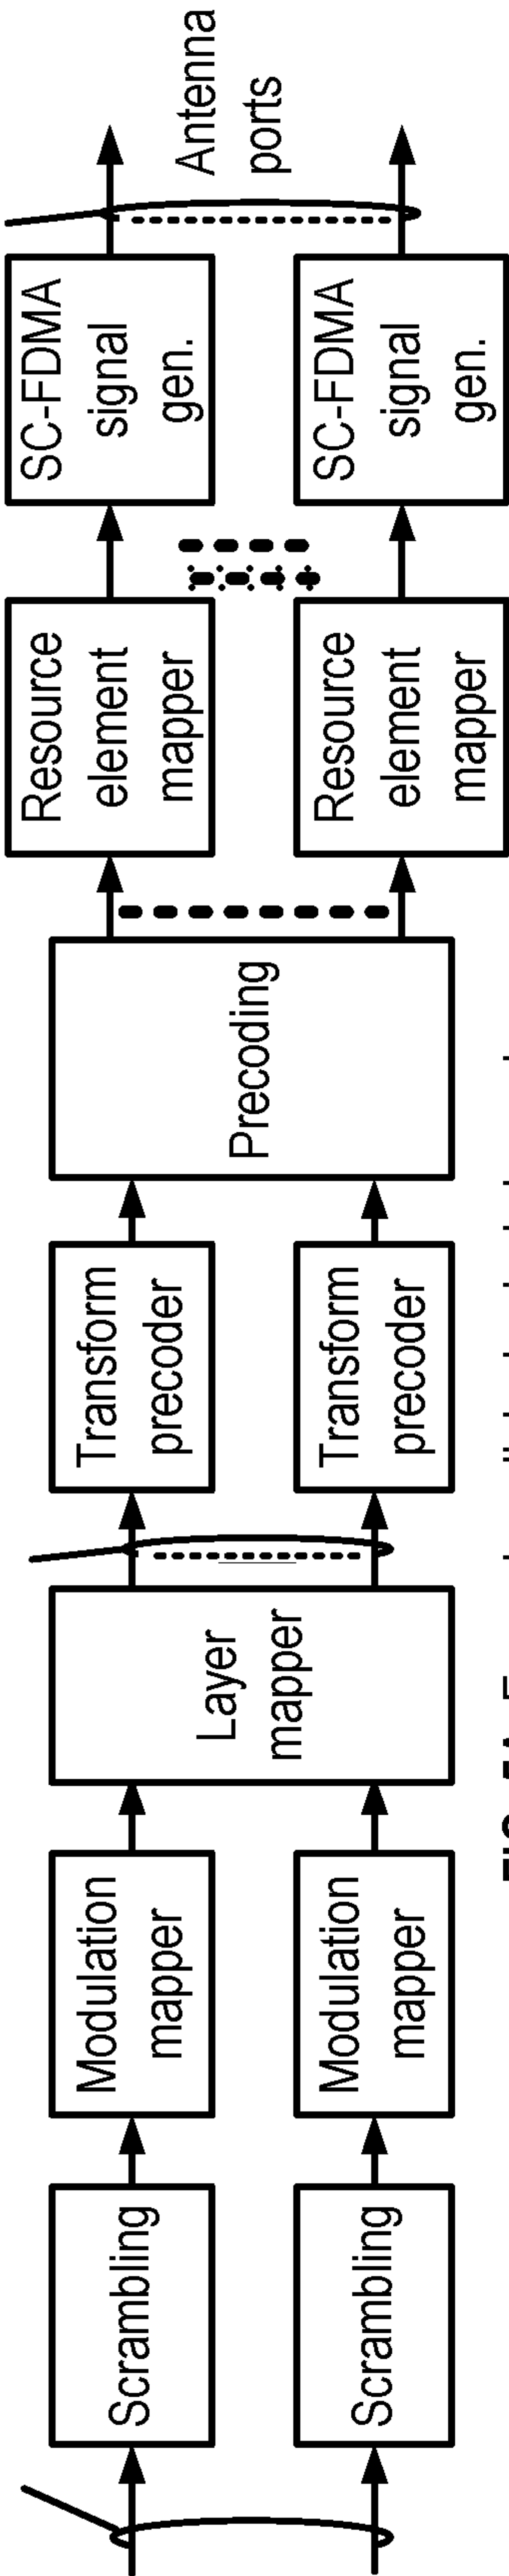 Scrambling
Scrambling
Modulation
mapper
Modulation
mapper
Layer
mapper
Transform
precoder
Transform
precoder
Precoding
Resource
element
mapper
Resource
element
mapper
SC-FDMA
signal
gen.
SC-FDMA
signal
gen.
Antenna
ports